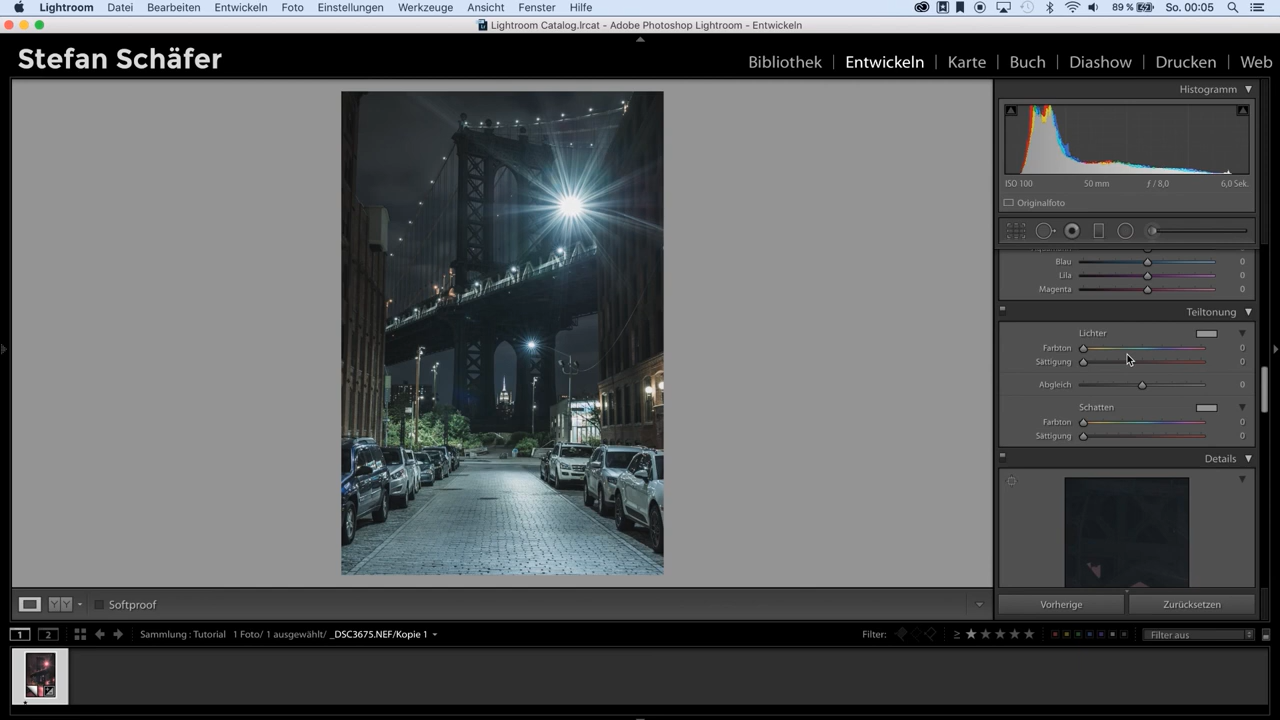 Lightroom Datei Bearbeiten Entwickeln Foto Einstellungen Werkzeuge Ansicht Fenster Hilfe 89 % So. 00:05
Lightroom Catalog.lrcat - Adobe Photoshop Lightroom - Entwickeln
Stefan Schäfer
Bibliothek Entwickeln Karte Buch Diashow Drucken Web
Histogramm
ISO 100 50 mm ƒ / 8,0 6,0 Sek.
Originalfoto
Blau 0
Lila 0
Magenta 0
Teiltonung
Lichter
Farbton 0
Sättigung 0
Abgleich 0
Schatten
Farbton 0
Sättigung 0
Details
Vorherige Zurücksetzen
YY Softproof
1 2 Sammlung : Tutorial 1 Foto/ 1 ausgewählt/ _DSC3675.NEF/Kopie 1 Filter: ≥ Filter aus